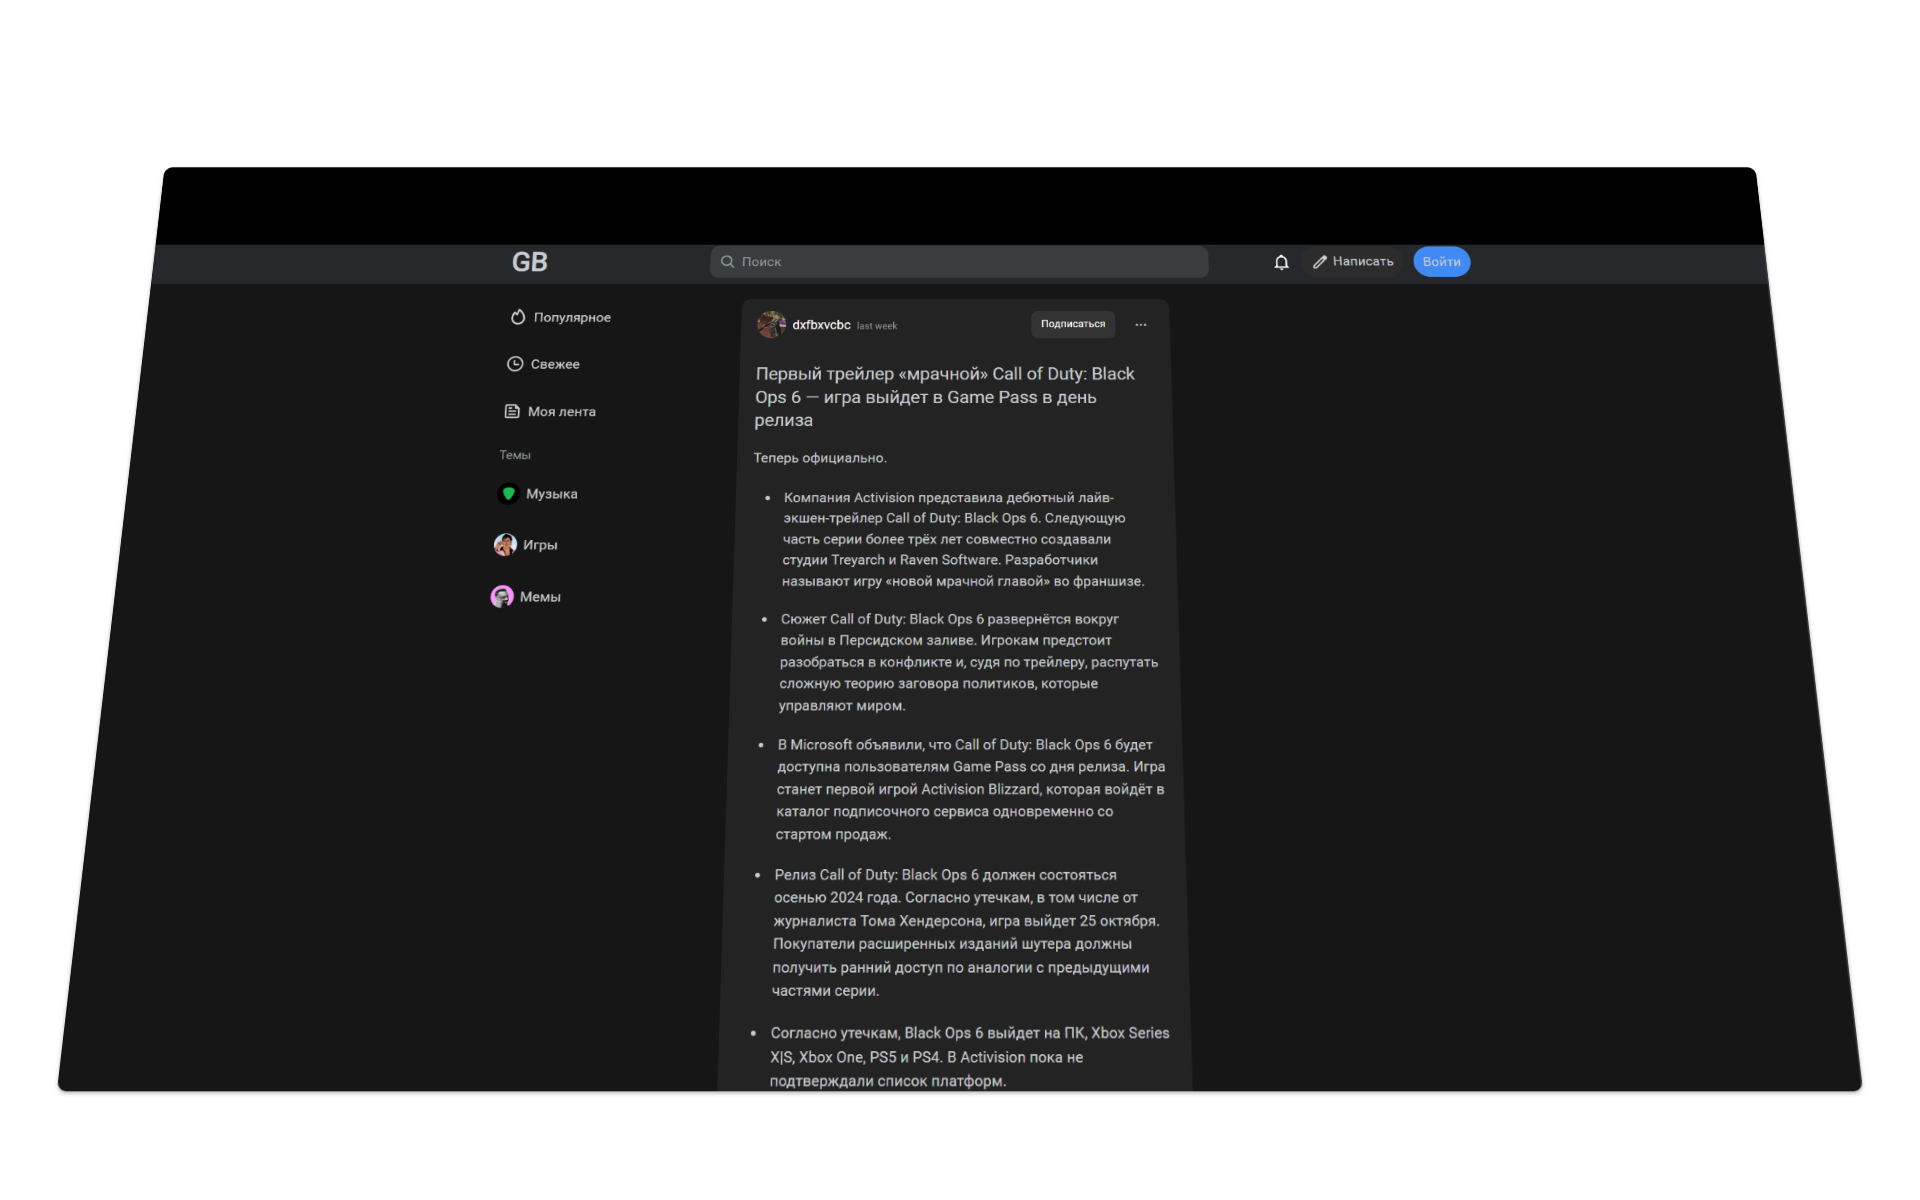 GB
Поиск
Написать
Войти
Популярное
Свежее
Моя лента
Темы
Музыка
Игры
Мемы
dxfbxvcbc last week
Подписаться
Первый трейлер «мрачной» Call of Duty: Black
Ops 6 — игра выйдет в Game Pass в день
релиза
Теперь официально.
• Компания Activision представила дебютный лайв-
экшен-трейлер Call of Duty: Black Ops 6. Следующую
часть серии более трёх лет совместно создавали
студии Treyarch и Raven Software. Разработчики
называют игру «новой мрачной главой» во франшизе.
• Сюжет Call of Duty: Black Ops 6 развернётся вокруг
войны в Персидском заливе. Игрокам предстоит
разобраться в конфликте и, судя по трейлеру, распутать
сложную теорию заговора политиков, которые
управляют миром.
• В Microsoft объявили, что Call of Duty: Black Ops 6 будет
доступна пользователям Game Pass со дня релиза. Игра
станет первой игрой Activision Blizzard, которая войдёт в
каталог подписочного сервиса одновременно со
стартом продаж.
• Релиз Call of Duty: Black Ops 6 должен состояться
осенью 2024 года. Согласно утечкам, в том числе от
журналиста Тома Хендерсона, игра выйдет 25 октября.
Покупатели расширенных изданий шутера должны
получить ранний доступ по аналогии с предыдущими
частями серии.
• Согласно утечкам, Black Ops 6 выйдет на ПК, Xbox Series
X|S, Xbox One, PS5 и PS4. В Activision пока не
подтверждали список платформ.